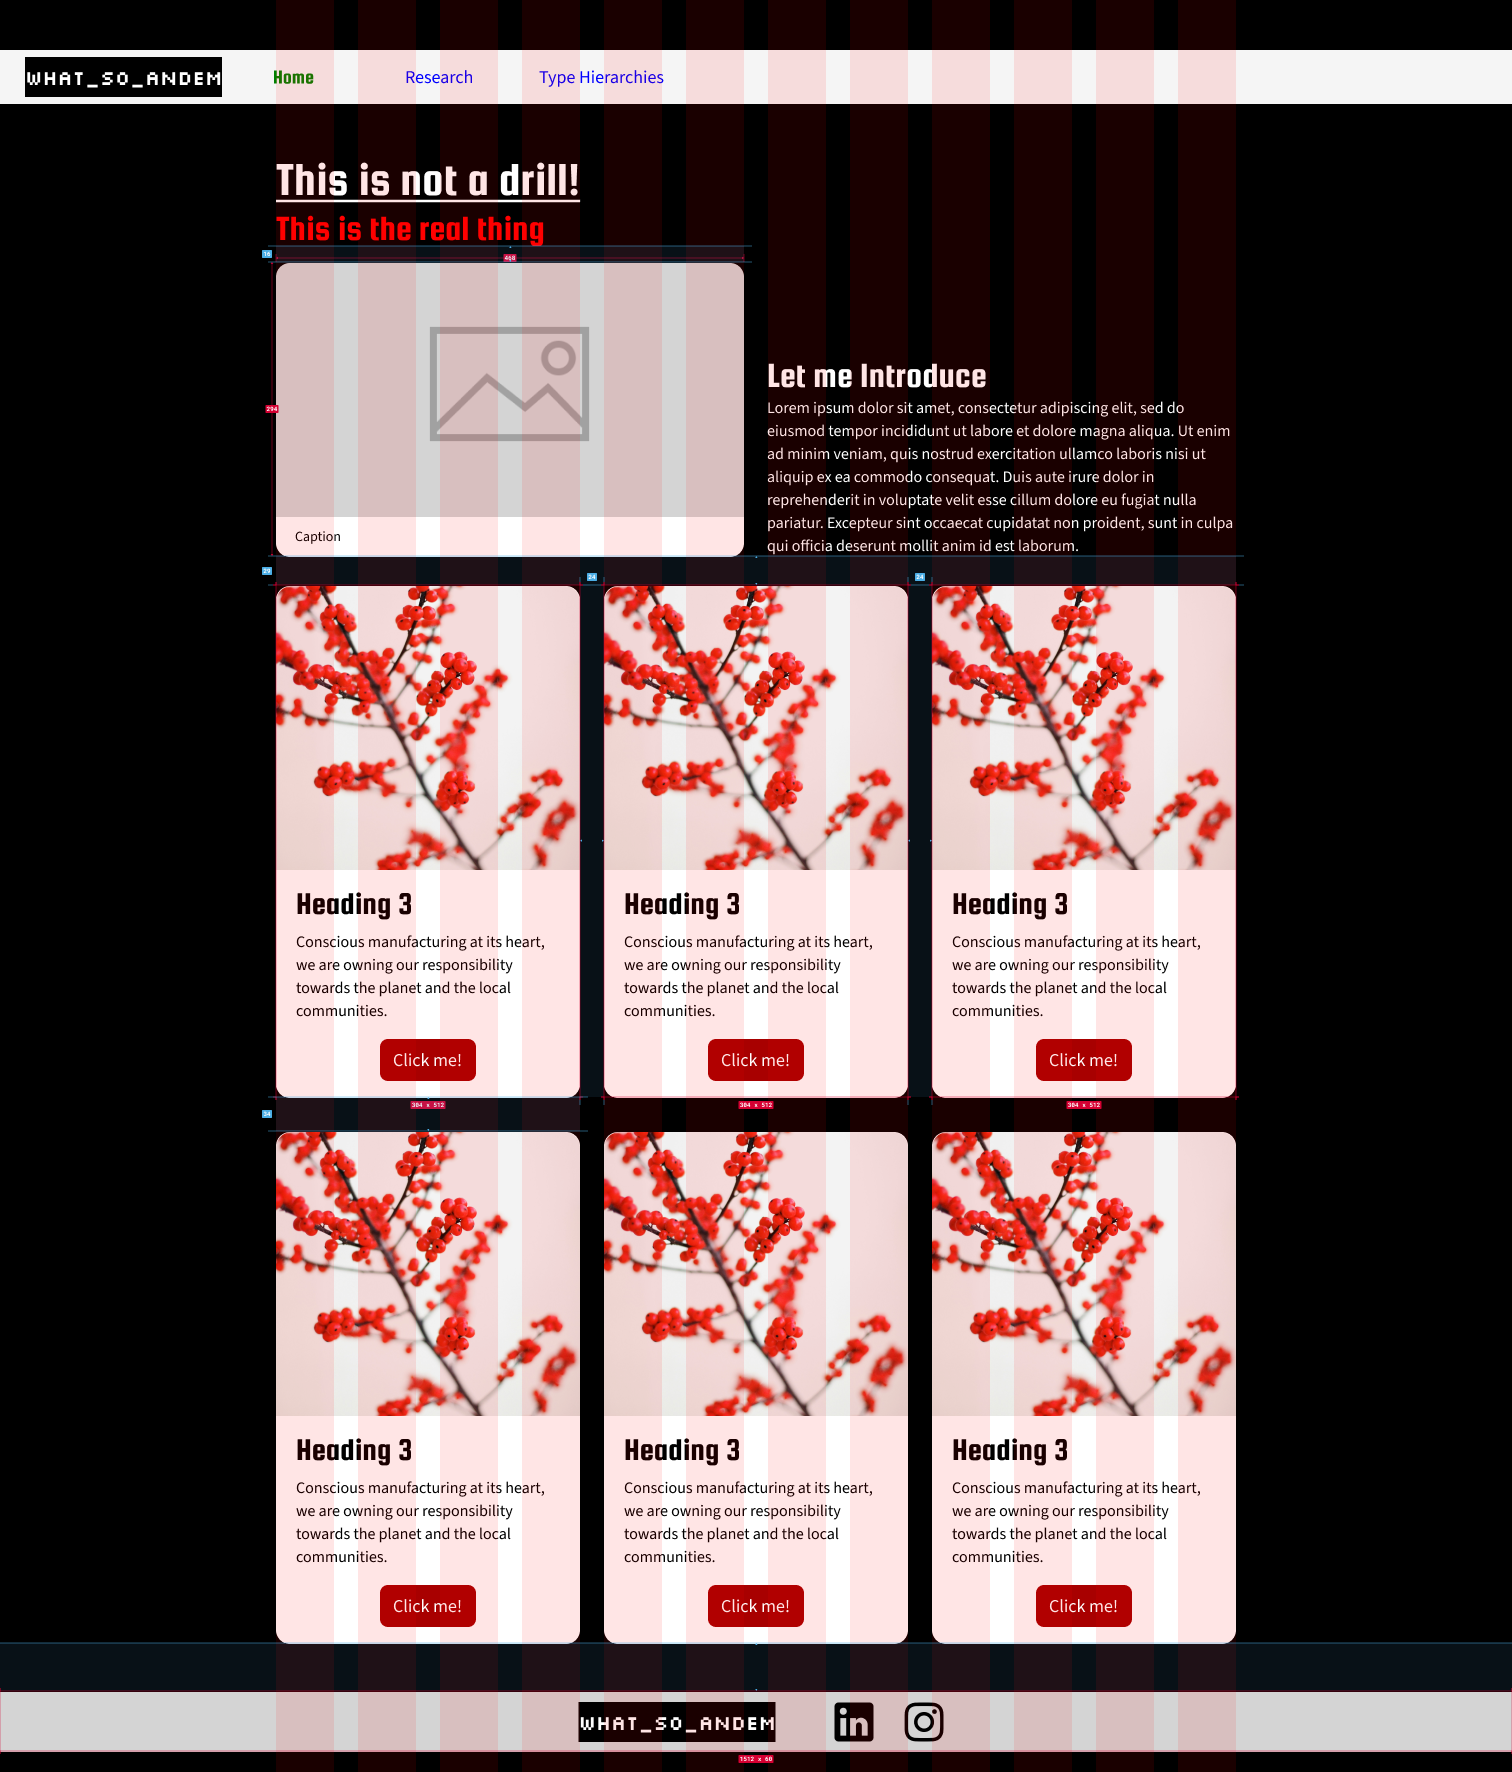 WHAT_SO_ANDEM
Home Research Type Hierarchies
This is not a drill!
This is the real thing
16
468
294
Let me Introduce
Lorem ipsum dolor sit amet, consectetur adipiscing elit, sed do
eiusmod tempor incididunt ut labore et dolore magna aliqua. Ut enim
ad minim veniam, quis nostrud exercitation ullamco laboris nisi ut
aliquip ex ea commodo consequat. Duis aute irure dolor in
reprehenderit in voluptate velit esse cillum dolore eu fugiat nulla
pariatur. Excepteur sint occaecat cupidatat non proident, sunt in culpa
qui officia deserunt mollit anim id est laborum.
Caption
29
24
24
Heading 3
Conscious manufacturing at its heart,
we are owning our responsibility
towards the planet and the local
communities.
Click me!
Heading 3
Conscious manufacturing at its heart,
we are owning our responsibility
towards the planet and the local
communities.
Click me!
Heading 3
Conscious manufacturing at its heart,
we are owning our responsibility
towards the planet and the local
communities.
Click me!
304 x 512
304 x 512
304 x 512
34
Heading 3
Conscious manufacturing at its heart,
we are owning our responsibility
towards the planet and the local
communities.
Click me!
Heading 3
Conscious manufacturing at its heart,
we are owning our responsibility
towards the planet and the local
communities.
Click me!
Heading 3
Conscious manufacturing at its heart,
we are owning our responsibility
towards the planet and the local
communities.
Click me!
WHAT_SO_ANDEM
in
1512 x 60